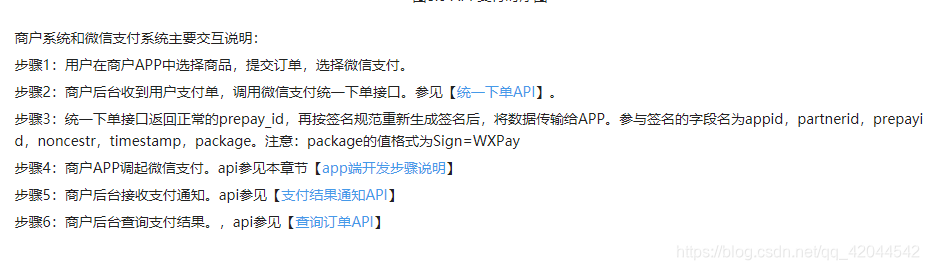 商户系统和微信支付系统主要交互说明：
步骤1：用户在商户APP中选择商品，提交订单，选择微信支付。
步骤2：商户后台收到用户支付单，调用微信支付统一下单接口。参见【统一下单API】。
步骤3：统一下单接口返回正常的prepay_id，再按签名规范重新生成签名后，将数据传输给APP。参与签名的字段名为appid，partnerid，prepayi
d，noncestr，timestamp，package。注意：package的值格式为Sign=WXPay
步骤4：商户APP调起微信支付。api参见本章节【app端开发步骤说明】
步骤5：商户后台接收支付通知。api参见【支付结果通知API】
步骤6：商户后台查询支付结果。，api参见【查询订单API】
https://blog.csdn.net/qq_42044542